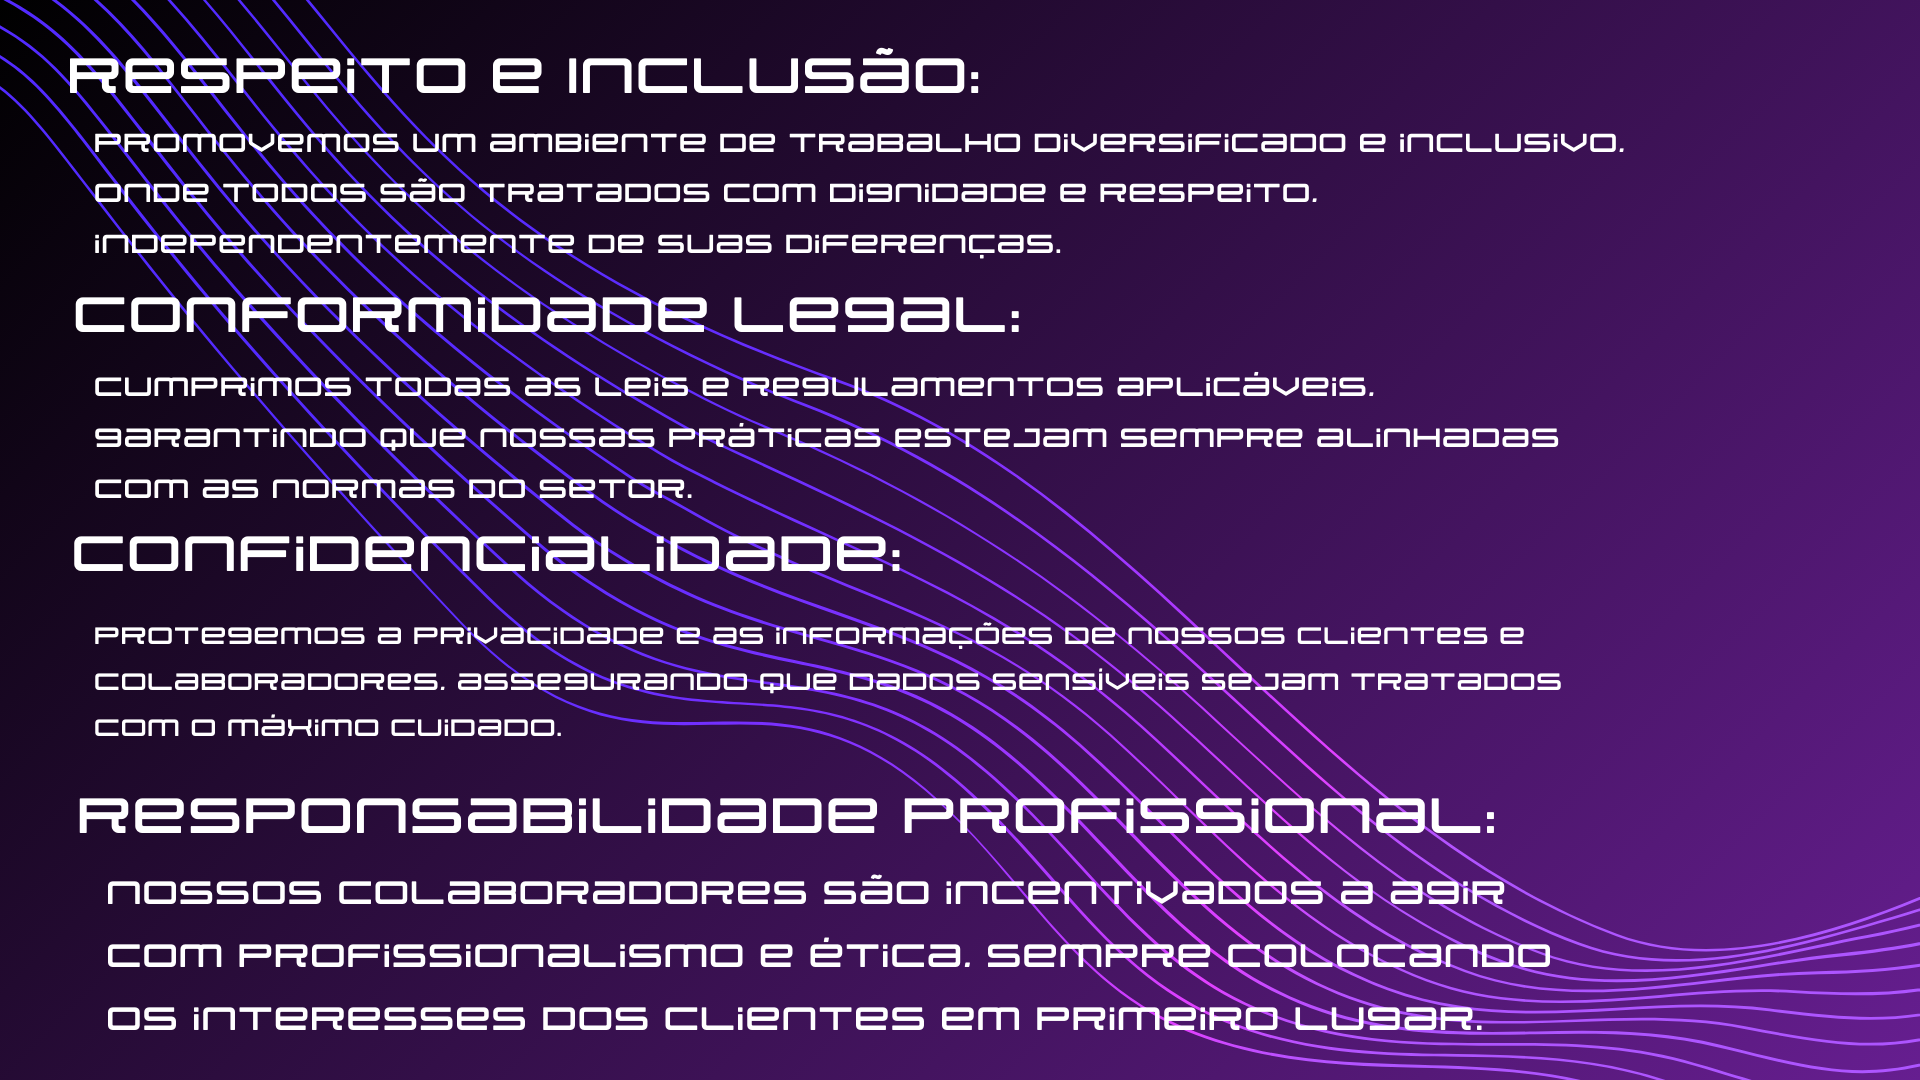 Respeito e Inclusão:
Promovemos um ambiente de trabalho diversificado e inclusivo,
onde todos são tratados com dignidade e respeito,
independentemente de suas diferenças.
Conformidade Legal:
Cumprimos todas as leis e regulamentos aplicáveis,
garantindo que nossas práticas estejam sempre alinhadas
com as normas do setor.
Confidencialidade:
Protegemos a privacidade e as informações de nossos clientes e
colaboradores, assegurando que dados sensíveis sejam tratados
com o máximo cuidado.
Responsabilidade Profissional:
Nossos colaboradores são incentivados a agir
com profissionalismo e ética, sempre colocando
os interesses dos clientes em primeiro lugar.